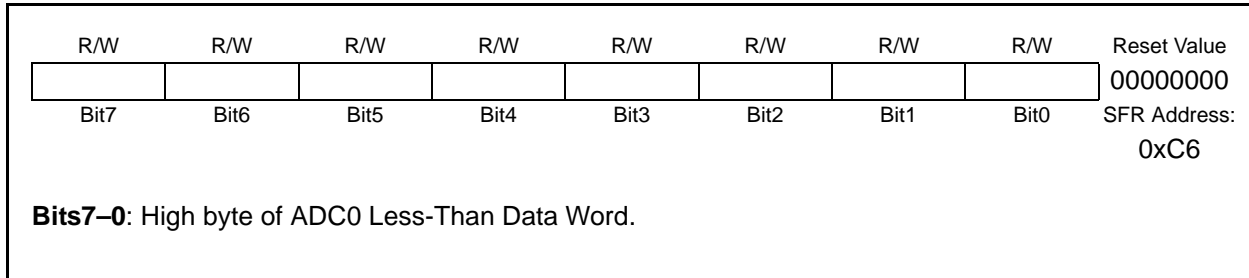 R/W R/W R/W R/W R/W R/W R/W R/W Reset Value
00000000
Bit7 Bit6 Bit5 Bit4 Bit3 Bit2 Bit1 Bit0 SFR Address:
0xC6
Bits7–0: High byte of ADC0 Less-Than Data Word.